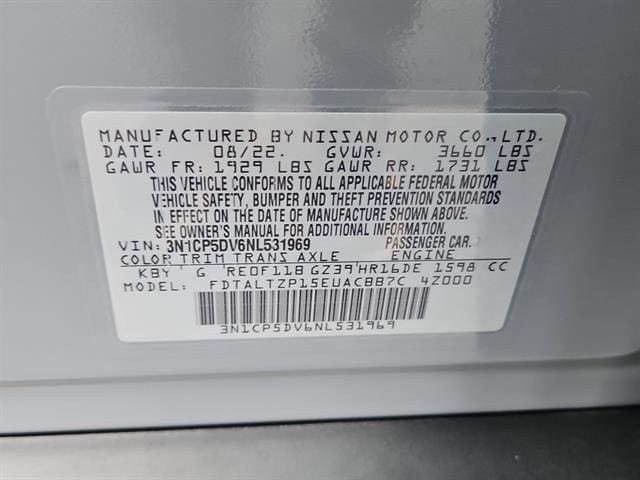 MANUFACTURED BY NISSAN MOTOR CO.,LTD.
DATE: 08/22. GVWR: 3660 LBS
GAWR FR: 1929 LBS GAWR RR: 1731 LBS
THIS VEHICLE CONFORMS TO ALL APPLICABLE FEDERAL MOTOR
VEHICLE SAFETY, BUMPER AND THEFT PREVENTION STANDARDS
IN EFFECT ON THE DATE OF MANUFACTURE SHOWN ABOVE.
SEE OWNER'S MANUAL FOR ADDITIONAL INFORMATION.
VIN: 3N1CP5DV6NL531969 PASSENGER CAR
COLOR TRIM TRANS AXLE ENGINE
KBY G RE0F11B GZ39 HR16DE 1598 CC
MODEL: FDTALTZP15EUACBB7C 4Z000
3N1CP5DV6NL531969